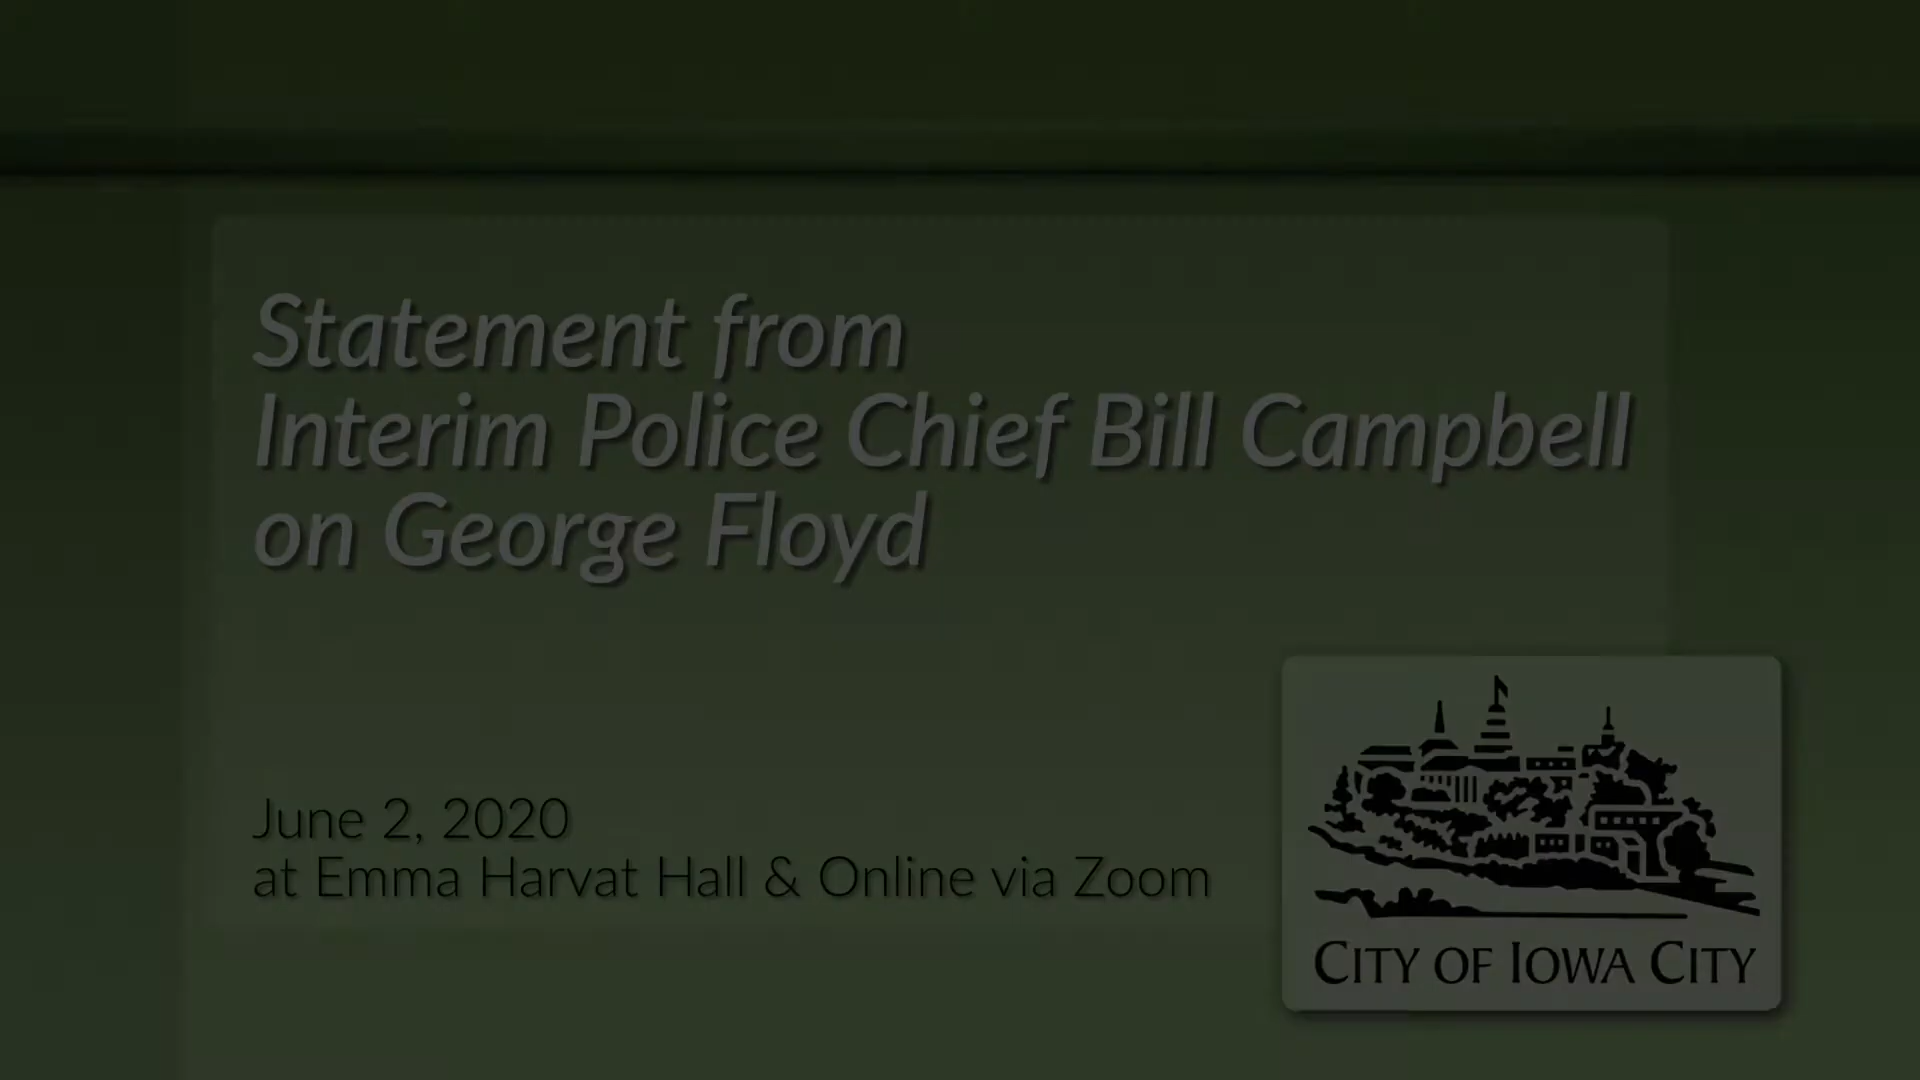 Statement from
Interim Police Chief Bill Campbell
on George Floyd
June 2, 2020
at Emma Harvat Hall & Online via Zoom
CITY OF IOWA CITY